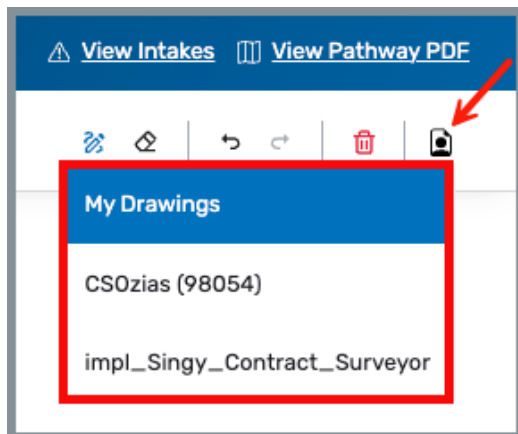 View Intakes View Pathway PDF
My Drawings
CSOzias (98054)
impl_Singy_Contract_Surveyor